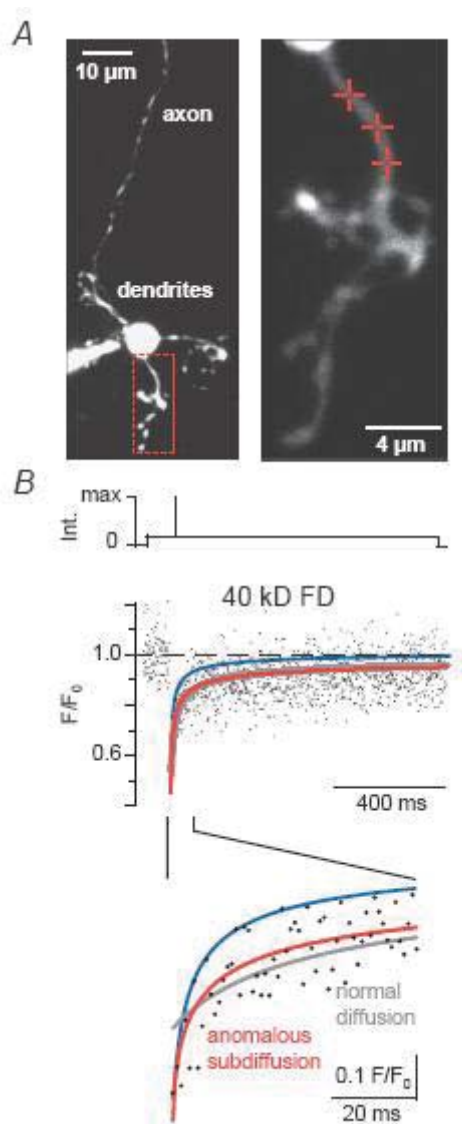 A
10 µm
axon
dendrites
4 µm
B
max
0
Int.
40 kD FD
1.0
0.6
F/F₀
400 ms
normal
diffusion
anomalous
subdiffusion
0.1 F/F₀
20 ms